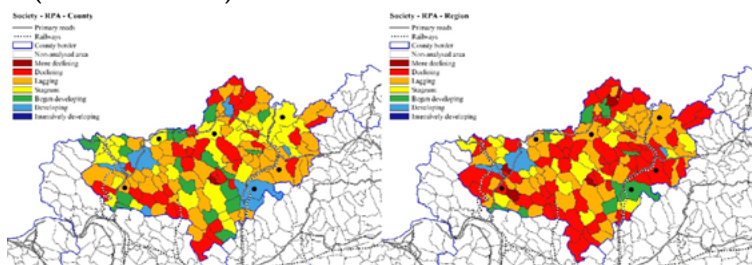 Society - RPA - County
Primary roads
Railways
County border
Non-analysed area
More declining
Declining
Lagging
Stagnant
Began developing
Developing
Intensively developing
Society - RPA - Region
Primary roads
Railways
County border
Non-analysed area
More declining
Declining
Lagging
Stagnant
Began developing
Developing
Intensively developing